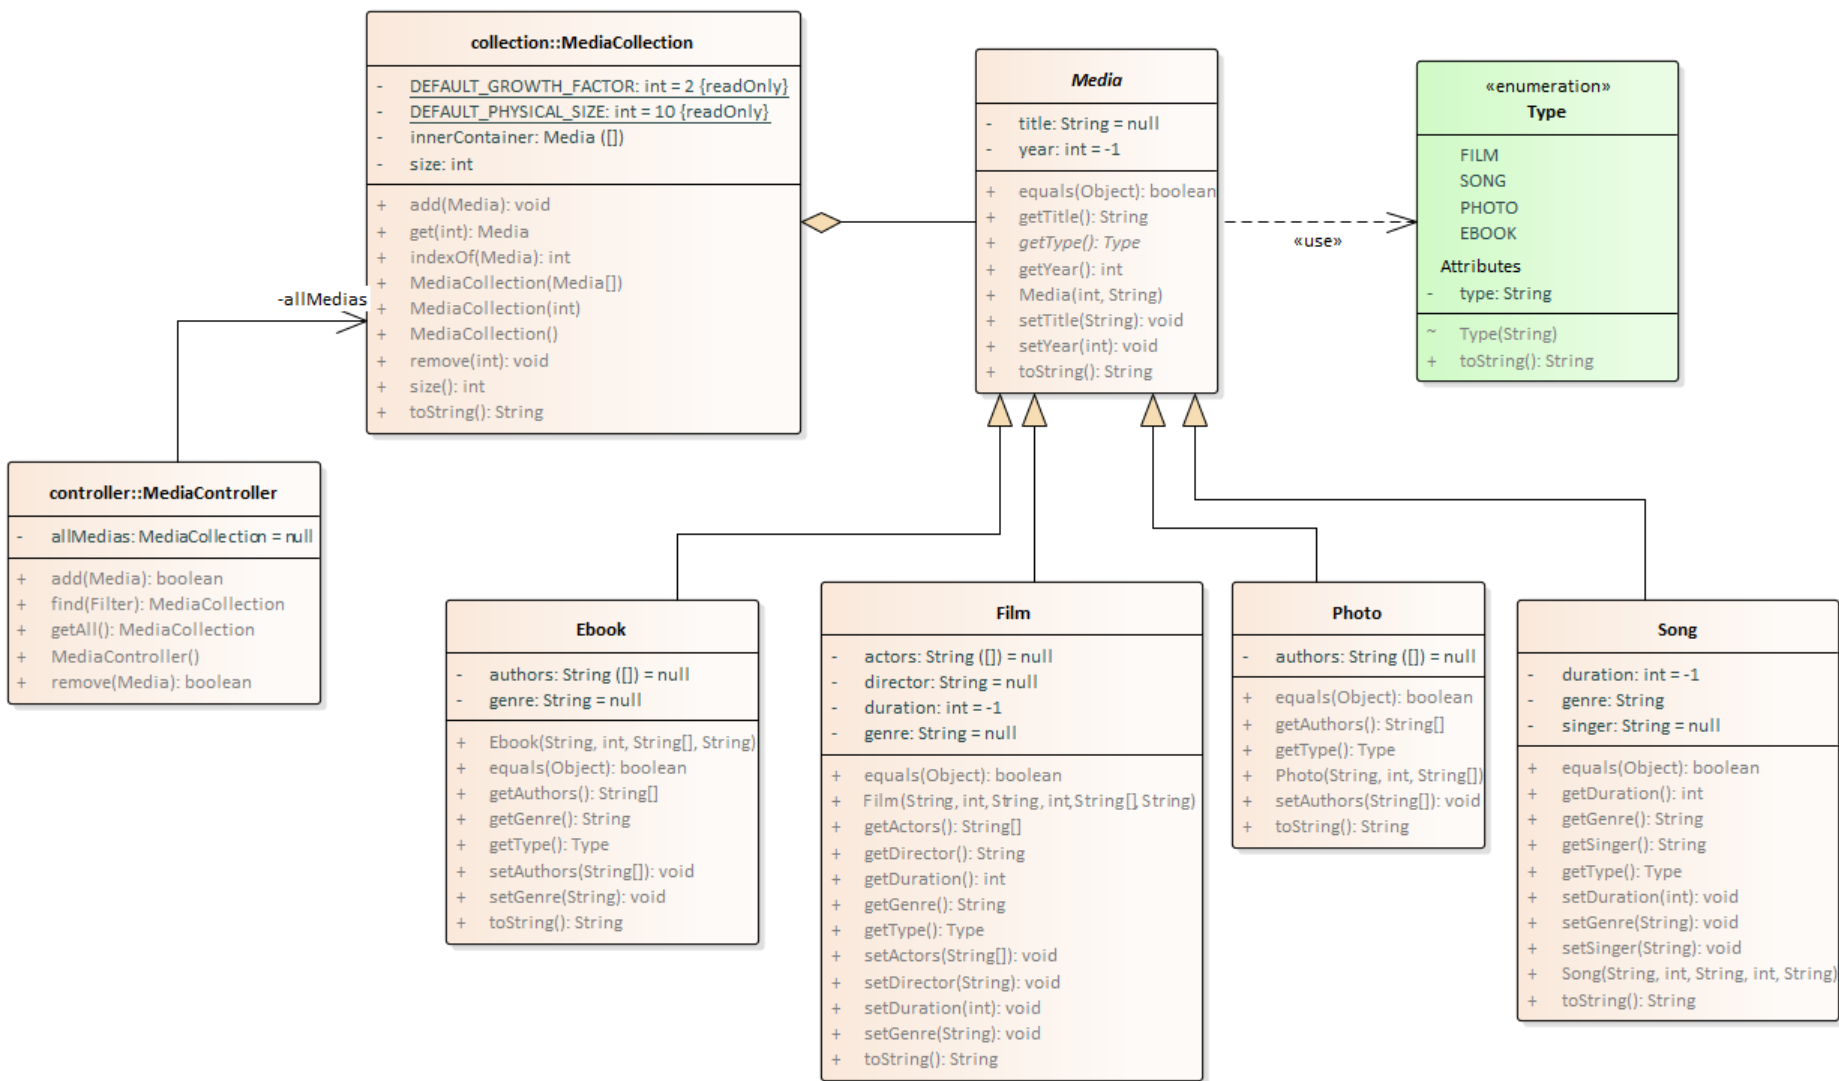 collection::MediaCollection
- DEFAULT_GROWTH_FACTOR: int = 2 {readOnly}
- DEFAULT_PHYSICAL_SIZE: int = 10 {readOnly}
- innerContainer: Media ([])
- size: int
+ add(Media): void
+ get(int): Media
+ indexOf(Media): int
+ MediaCollection(Media[])
+ MediaCollection(int)
+ MediaCollection()
+ remove(int): void
+ size(): int
+ toString(): String
Media
- title: String = null
- year: int = -1
+ equals(Object): boolean
+ getTitle(): String
+ getType(): Type
+ getYear(): int
+ Media(int, String)
+ setTitle(String): void
+ setYear(int): void
+ toString(): String
«use»
«enumeration»
Type
FILM
SONG
PHOTO
EBOOK
Attributes
- type: String
~ Type(String)
+ toString(): String
-allMedias
controller::MediaController
- allMedias: MediaCollection = null
+ add(Media): boolean
+ find(Filter): MediaCollection
+ getAll(): MediaCollection
+ MediaController()
+ remove(Media): boolean
Ebook
- authors: String ([]) = null
- genre: String = null
+ Ebook(String, int, String[], String)
+ equals(Object): boolean
+ getAuthors(): String[]
+ getGenre(): String
+ getType(): Type
+ setAuthors(String[]): void
+ setGenre(String): void
+ toString(): String
Film
- actors: String ([]) = null
- director: String = null
- duration: int = -1
- genre: String = null
+ equals(Object): boolean
+ Film(String, int, String, int, String[], String)
+ getActors(): String[]
+ getDirector(): String
+ getDuration(): int
+ getGenre(): String
+ getType(): Type
+ setActors(String[]): void
+ setDirector(String): void
+ setDuration(int): void
+ setGenre(String): void
+ toString(): String
Photo
- authors: String ([]) = null
+ equals(Object): boolean
+ getAuthors(): String[]
+ getType(): Type
+ Photo(String, int, String[])
+ setAuthors(String[]): void
+ toString(): String
Song
- duration: int = -1
- genre: String
- singer: String = null
+ equals(Object): boolean
+ getDuration(): int
+ getGenre(): String
+ getSinger(): String
+ getType(): Type
+ setDuration(int): void
+ setGenre(String): void
+ setSinger(String): void
+ Song(String, int, String, int, String)
+ toString(): String